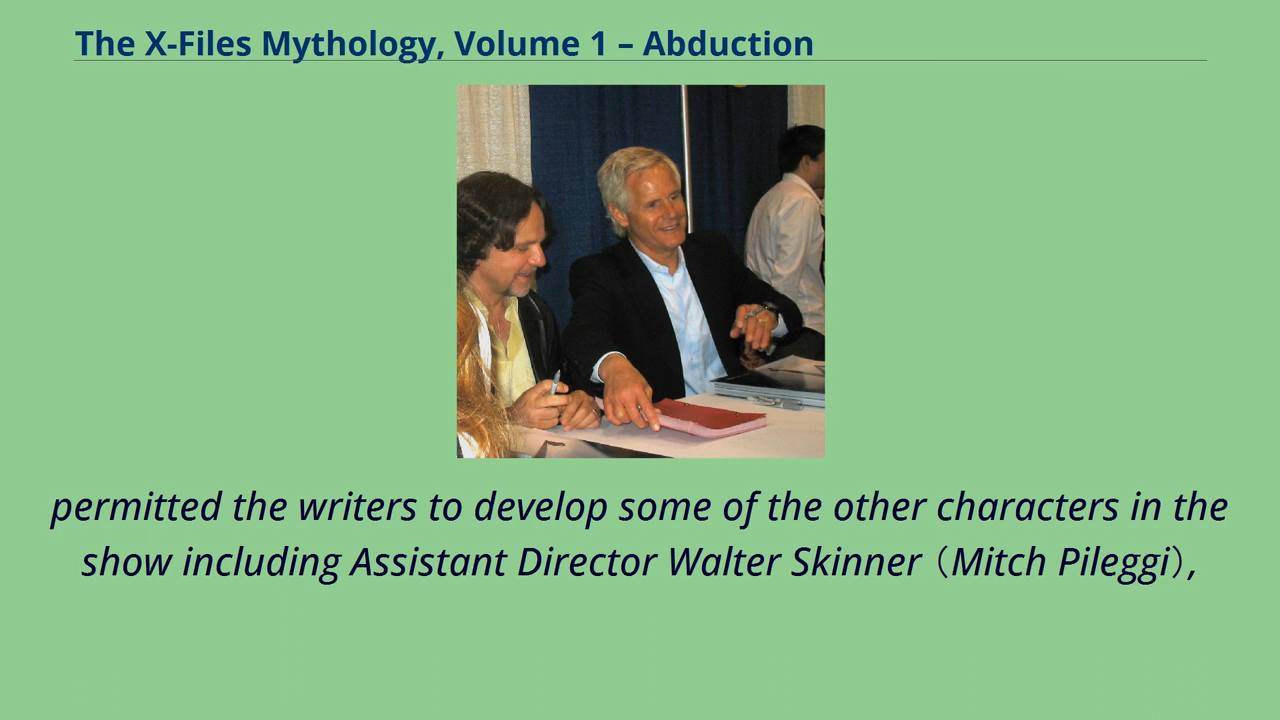 The X-Files Mythology, Volume 1 – Abduction
permitted the writers to develop some of the other characters in the
show including Assistant Director Walter Skinner（Mitch Pileggi）,